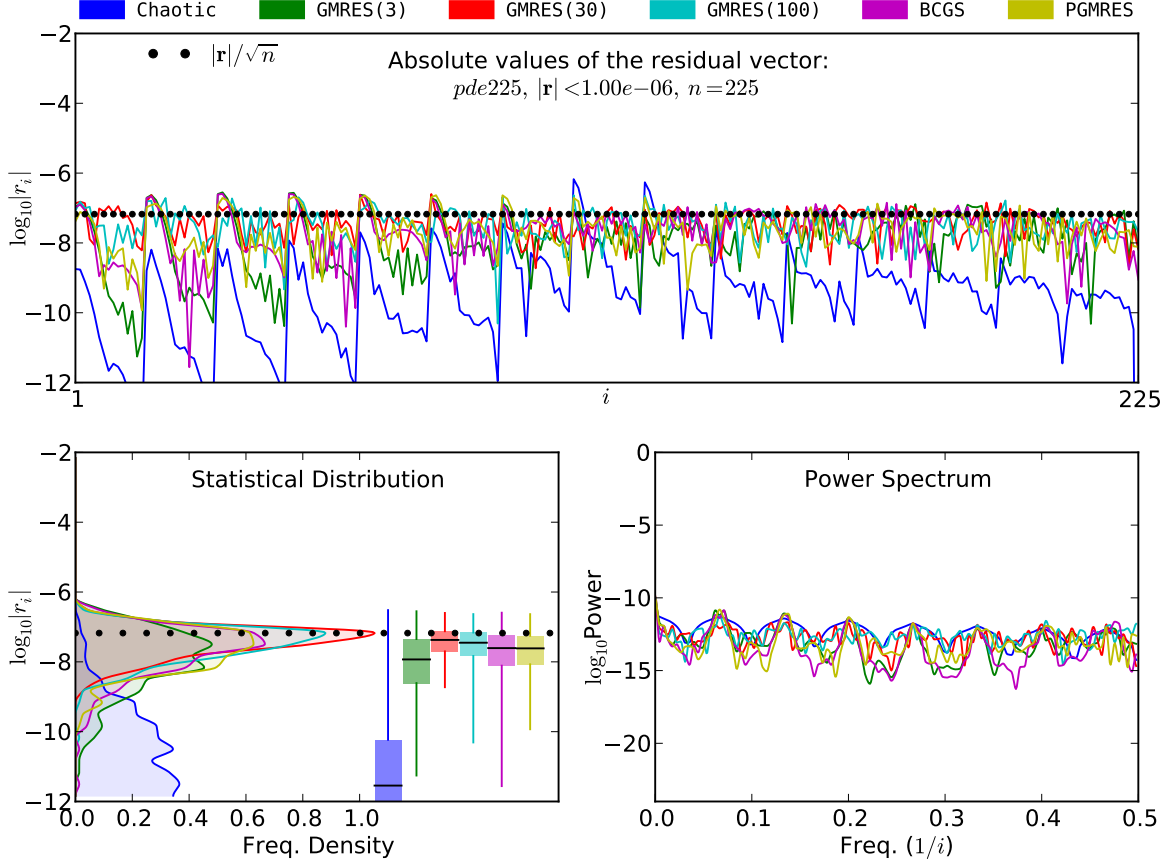 Chaotic GMRES(3) GMRES(30) GMRES(100) BCGS PGMRES
−2
|r|/√n
Absolute values of the residual vector:
pde225, |r| <1.00e−06, n=225
−4
−6
−8
−10
−12
log₁₀|rᵢ|
1 i 225
−2
Statistical Distribution
−4
−6
−8
−10
−12
log₁₀|rᵢ|
0.0 0.2 0.4 0.6 0.8 1.0
Freq. Density
0
Power Spectrum
−5
−10
−15
−20
log₁₀Power
0.0 0.1 0.2 0.3 0.4 0.5
Freq. (1/i)